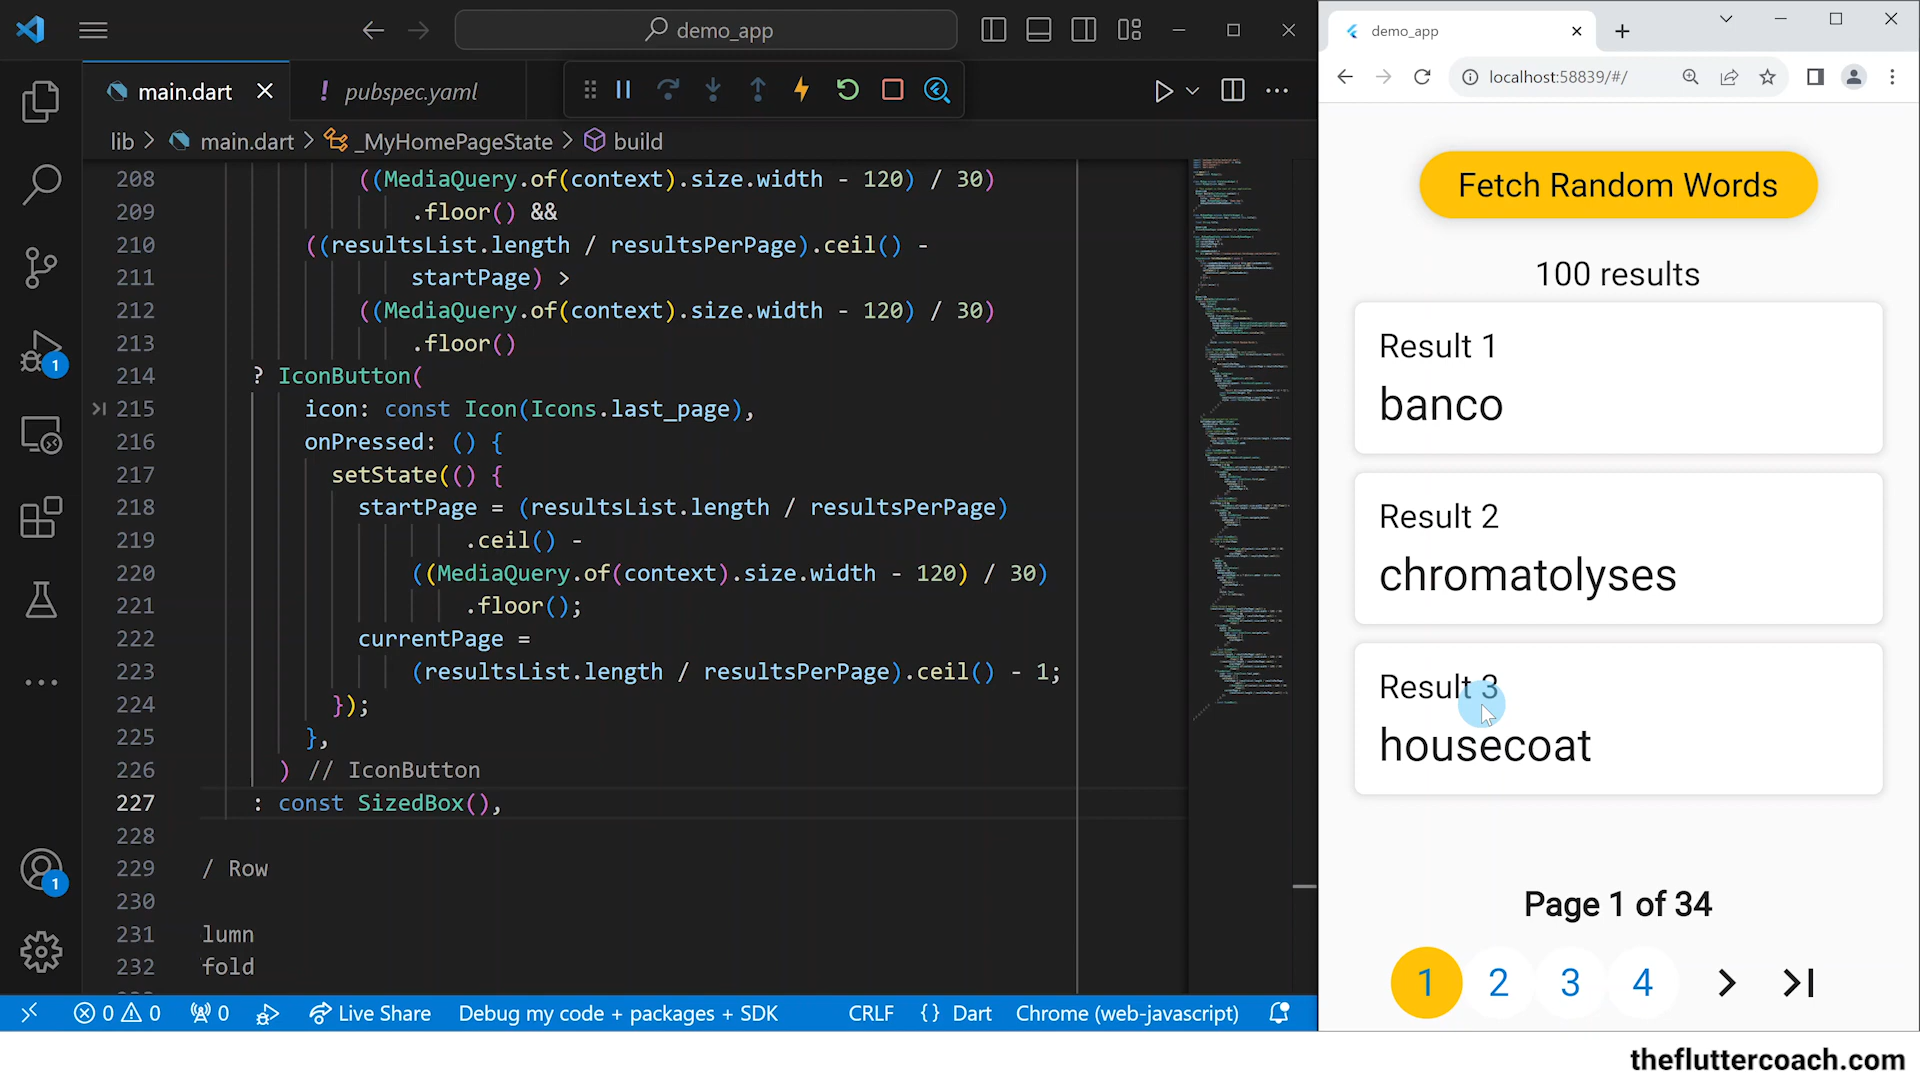 demo_app
main.dart
! pubspec.yaml
lib > main.dart > _MyHomePageState > build
208 ((MediaQuery.of(context).size.width - 120) / 30)
209 .floor() &&
210 ((resultsList.length / resultsPerPage).ceil() -
211 startPage) >
212 ((MediaQuery.of(context).size.width - 120) / 30)
213 .floor()
214 ? IconButton(
215 icon: const Icon(Icons.last_page),
216 onPressed: () {
217 setState(() {
218 startPage = (resultsList.length / resultsPerPage)
219 .ceil() -
220 ((MediaQuery.of(context).size.width - 120) / 30)
221 .floor();
222 currentPage =
223 (resultsList.length / resultsPerPage).ceil() - 1;
224 });
225 },
226 ) // IconButton
227 : const SizedBox(),
228
229 / Row
230
231 lumn
232 fold
1
1
0 0 0 Live Share Debug my code + packages + SDK CRLF {} Dart Chrome (web-javascript)
demo_app
localhost:58839/#/
Fetch Random Words
100 results
Result 1
banco
Result 2
chromatolyses
Result 3
housecoat
Page 1 of 34
1 2 3 4
thefluttercoach.com